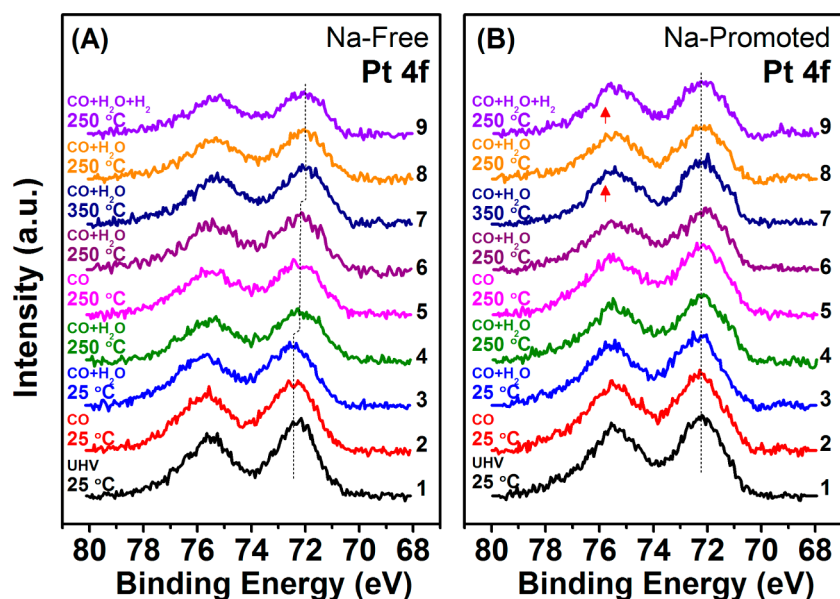 (A) Na-Free
Pt 4f
CO+H₂O+H₂
250 °C
9
CO+H₂O
250 °C
8
CO+H₂O
350 °C
7
CO+H₂O
250 °C
6
CO
250 °C
5
CO+H₂O
250 °C
4
CO+H₂O
25 °C
3
CO
25 °C
2
UHV
25 °C
1
80 78 76 74 72 70 68
Binding Energy (eV)
Intensity (a.u.)
(B) Na-Promoted
Pt 4f
CO+H₂O+H₂
250 °C
9
CO+H₂O
250 °C
8
CO+H₂O
350 °C
7
CO+H₂O
250 °C
6
CO
250 °C
5
CO+H₂O
250 °C
4
CO+H₂O
25 °C
3
CO
25 °C
2
UHV
25 °C
1
80 78 76 74 72 70 68
Binding Energy (eV)